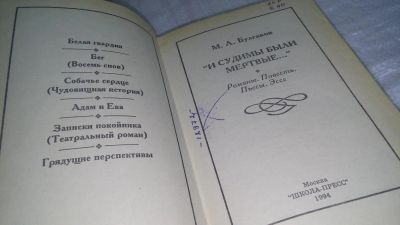 Белая гвардия
Бег
(Восемь снов)
Собачье сердце
(Чудовищная история)
Адам и Ева
Записки покойника
(Театральный роман)
Грядущие перспективы
М. А. Булгаков
"И СУДИМЫ БЫЛИ
МЕРТВЫЕ..."
Романы. Повесть.
Пьесы. Эссе
Москва
"ШКОЛА-ПРЕСС"
1994